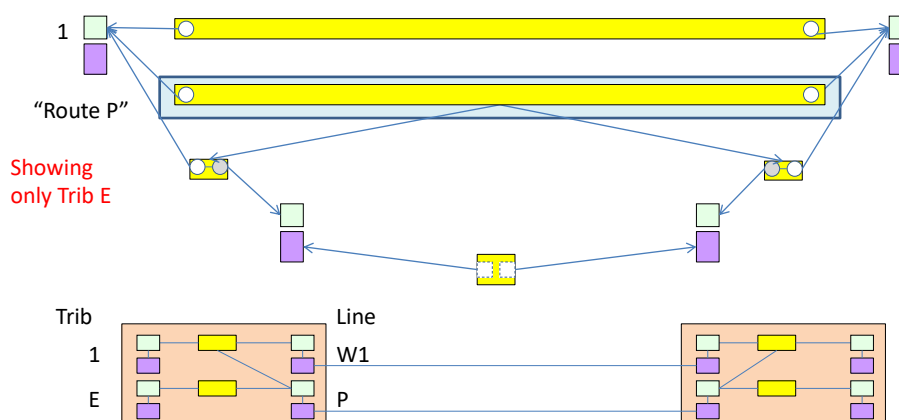 1
“Route P”
Showing
only Trib E
Trib
Line
1
W1
E
P